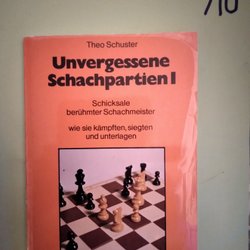 Theo Schuster
Unvergessene
Schachpartien I
Schicksale
berühmter Schachmeister
wie sie kämpften, siegten
und unterlagen